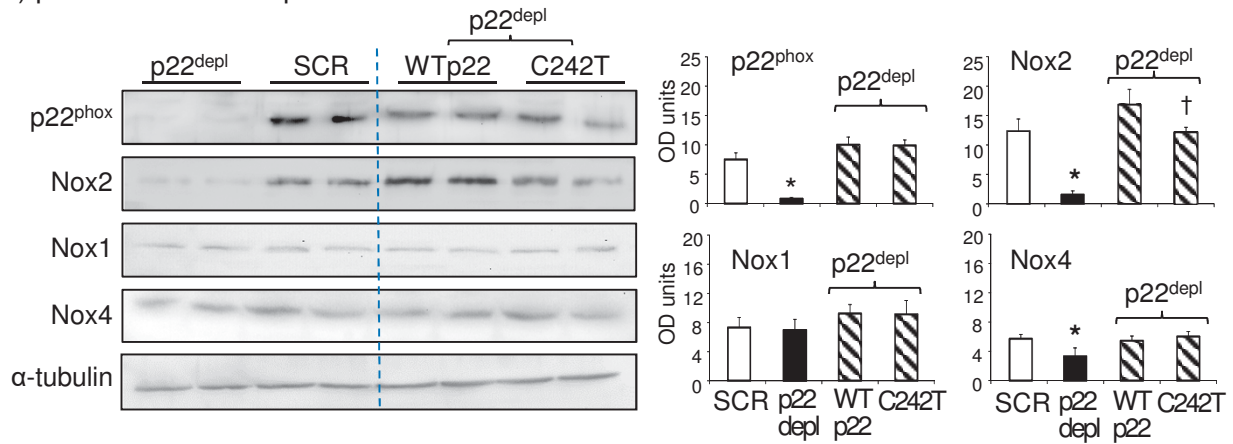 p22depl
p22depl SCR WTp22 C242T
p22phox
Nox2
Nox1
Nox4
α-tubulin
p22phox
p22depl
OD units
25
20
15
10
5
0
*
Nox2
p22depl
25
20
15
10
5
0
*
†
Nox1
p22depl
OD units
20
16
12
8
4
0
SCR p22 depl WT p22 C242T
Nox4
p22depl
20
16
12
8
4
0
*
SCR p22 depl WT p22 C242T